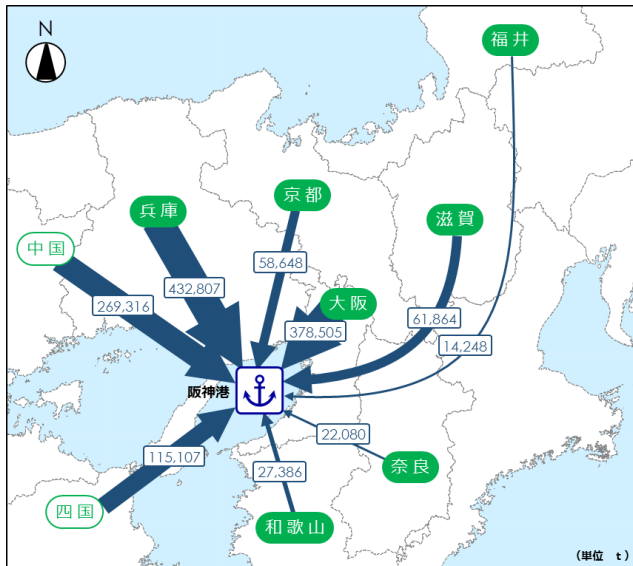 N
福井
兵庫
京都
滋賀
中国
58,648
432,807
269,316
大阪
61,864
378,505
14,248
阪神港
22,080
115,107
27,386
奈良
四国
和歌山
(単位 t)